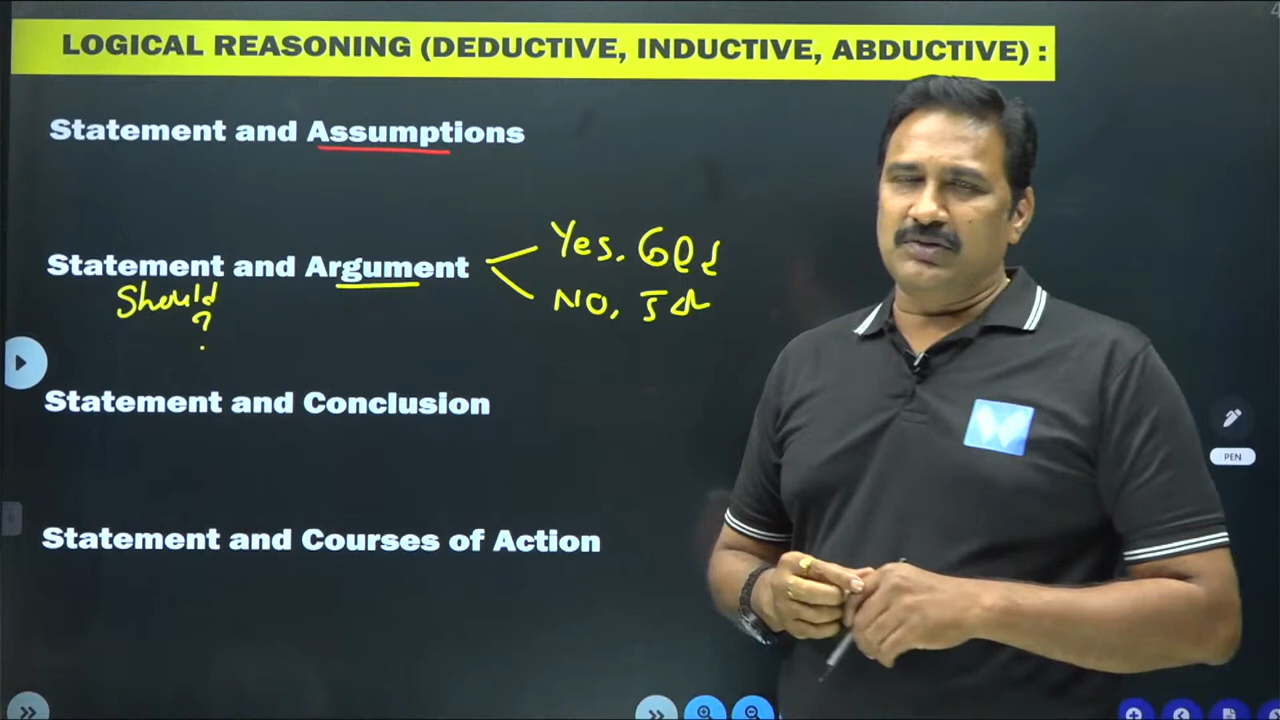 LOGICAL REASONING (DEDUCTIVE, INDUCTIVE, ABDUCTIVE) :
Statement and Assumptions
Yes.
Statement and Argument
Should
?
NO,
Statement and Conclusion
PEN
Statement and Courses of Action